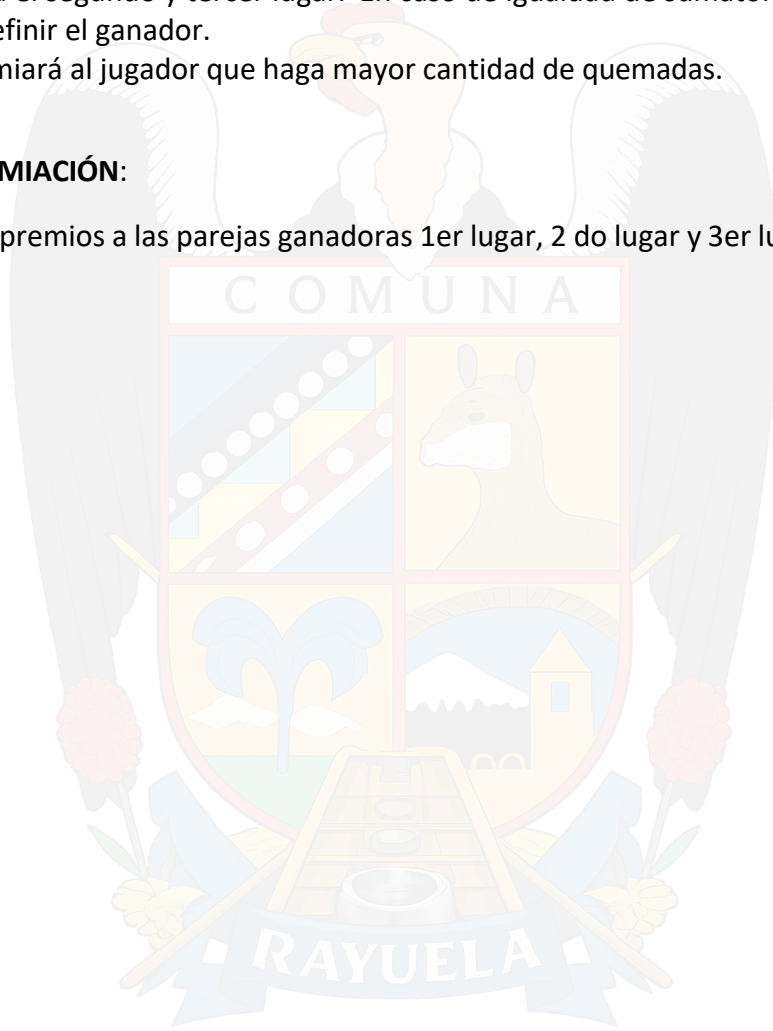 el segundo y tercer lugar. En caso de igualdad de
efinir el ganador.
miará al jugador que haga mayor cantidad de quemadas.
MIACIÓN:
premios a las parejas ganadoras 1er lugar, 2 do lugar y 3er lu
COMUNA
RAYUELA